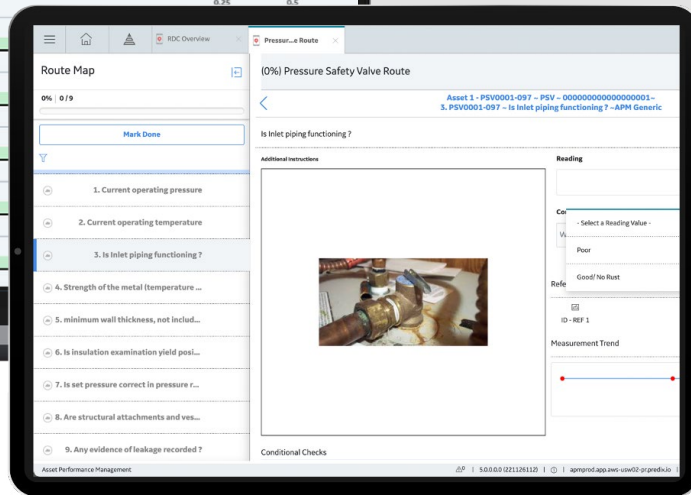 0.25 0.5
RDC Overview
Pressur...e Route
Route Map
(0%) Pressure Safety Valve Route
0% | 0/9
Asset 1 - PSV0001-097 ~ PSV ~ 000000000000000001~
3. PSV0001-097 ~ Is Inlet piping functioning ? ~APM Generic
Mark Done
Is Inlet piping functioning ?
Additional Instructions
Reading
1. Current operating pressure
2. Current operating temperature
- Select a Reading Value -
3. Is Inlet piping functioning ?
Poor
Good/ No Rust
4. Strength of the metal (temperature ...
Refe
ID - REF 1
5. minimum wall thickness, not includ...
Measurement Trend
6. Is insulation examination yield posi...
7. Is set pressure correct in pressure r...
8. Are structural attachments and ves...
9. Any evidence of leakage recorded ?
Conditional Checks
Asset Performance Management
5.0.0.0.0 (221126112) | | apmprod.app.aws-usw02-pr.predix.io |